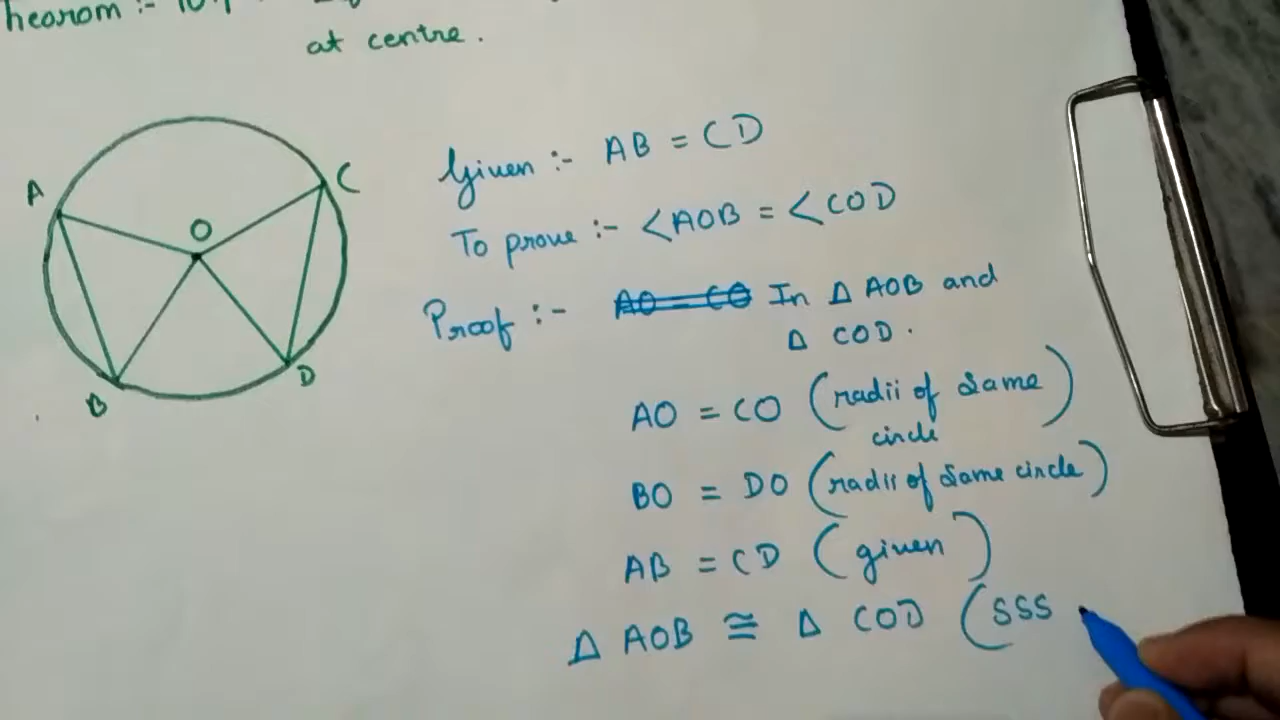 Theorom :-
at centre.
A
C
O
B
D
Given :- AB = CD
To prove :- <AOB = <COD
Proof :- AO = CO In Δ AOB and
Δ COD.
AO = CO (radii of same
circle)
BO = DO (radii of same circle)
AB = CD (given)
Δ AOB ≅ Δ COD (SSS